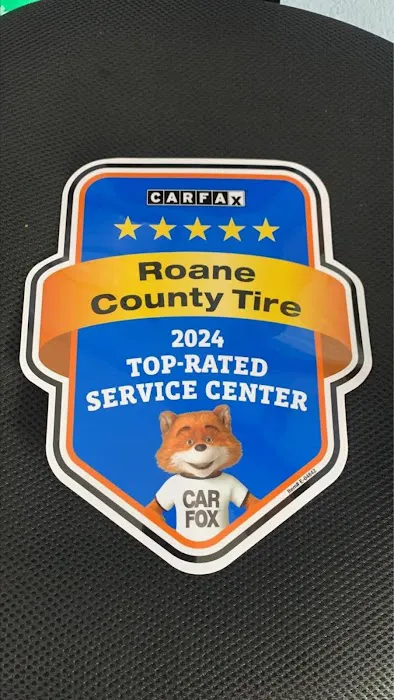 CARFAX
Roane
County Tire
2024
TOP-RATED
SERVICE CENTER
CAR
FOX